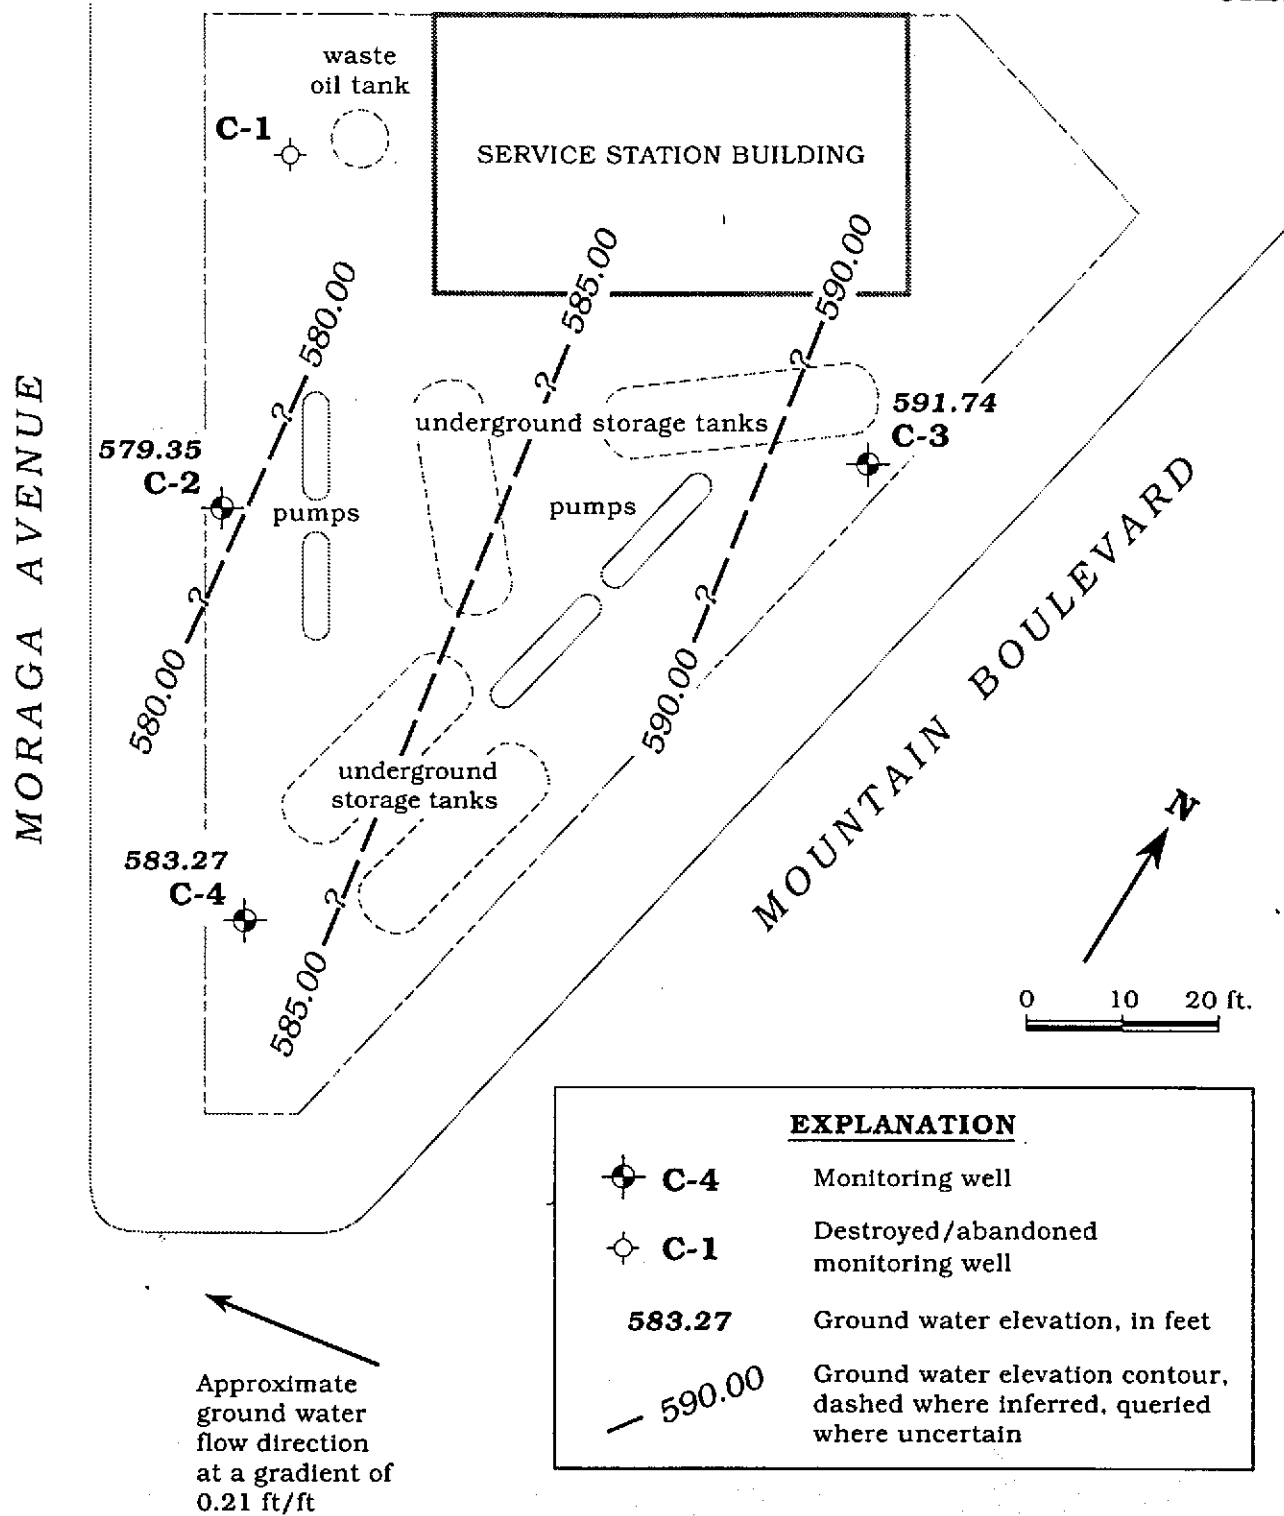 waste
oil tank
C-1
SERVICE STATION BUILDING
580.00
585.00
590.00
?
?
?
underground storage tanks
591.74
C-3
579.35
C-2
pumps
pumps
?
?
580.00
590.00
MORAGA AVENUE
MOUNTAIN BOULEVARD
underground
storage tanks
583.27
C-4
?
585.00
N
0 10 20 ft.
EXPLANATION
C-4 Monitoring well
C-1 Destroyed/abandoned
monitoring well
583.27 Ground water elevation, in feet
590.00 Ground water elevation contour,
dashed where inferred, queried
where uncertain
Approximate
ground water
flow direction
at a gradient of
0.21 ft/ft